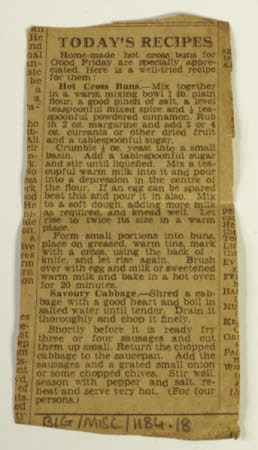 TODAY'S RECIPES
Home-made hot cross buns for
Good Friday are specially appre-
ciated. Here is a well-tried recipe
for them:
Hot Cross Buns.—Mix together
in a warm mixing bowl 1 lb. plain
flour, a good pinch of salt, a level
teaspoonful mixed spice and ½ tea-
spoonful powdered cinnamon. Rub
in 2 oz. margarine and add 3 or 4
oz. currants or other dried fruit
and a tablespoonful sugar.
Crumble ½ oz. yeast into a small
basin. Add a tablespoonful sugar
and stir until liquified. Mix a tea-
cupful warm milk into it and pour
into a depression in the centre of
the flour. If an egg can be spared
beat this and pour it in also. Mix
to a soft dough, adding more milk
as required, and knead well. Let
rise to twice its size in a warm
place.
Form small portions into buns,
place on greased, warm tins, mark
with a cross, using the back of
knife, and let rise again. Brush
over with egg and milk or sweetened
warm milk and bake in a hot oven
for 20 minutes.
Savoury Cabbage.—Shred a cab-
bage with a good heart and boil in
salted water until tender. Drain it
thoroughly and chop it finely.
Shortly before it is ready fry
three or four sausages and cut
them up small. Return the chopped
cabbage to the saucepan. Add the
sausages and a grated small onion
or some chopped chives. Stir well,
season with pepper and salt, re-
heat and serve very hot. (For four
persons.)
BIG/MISC/1184.18